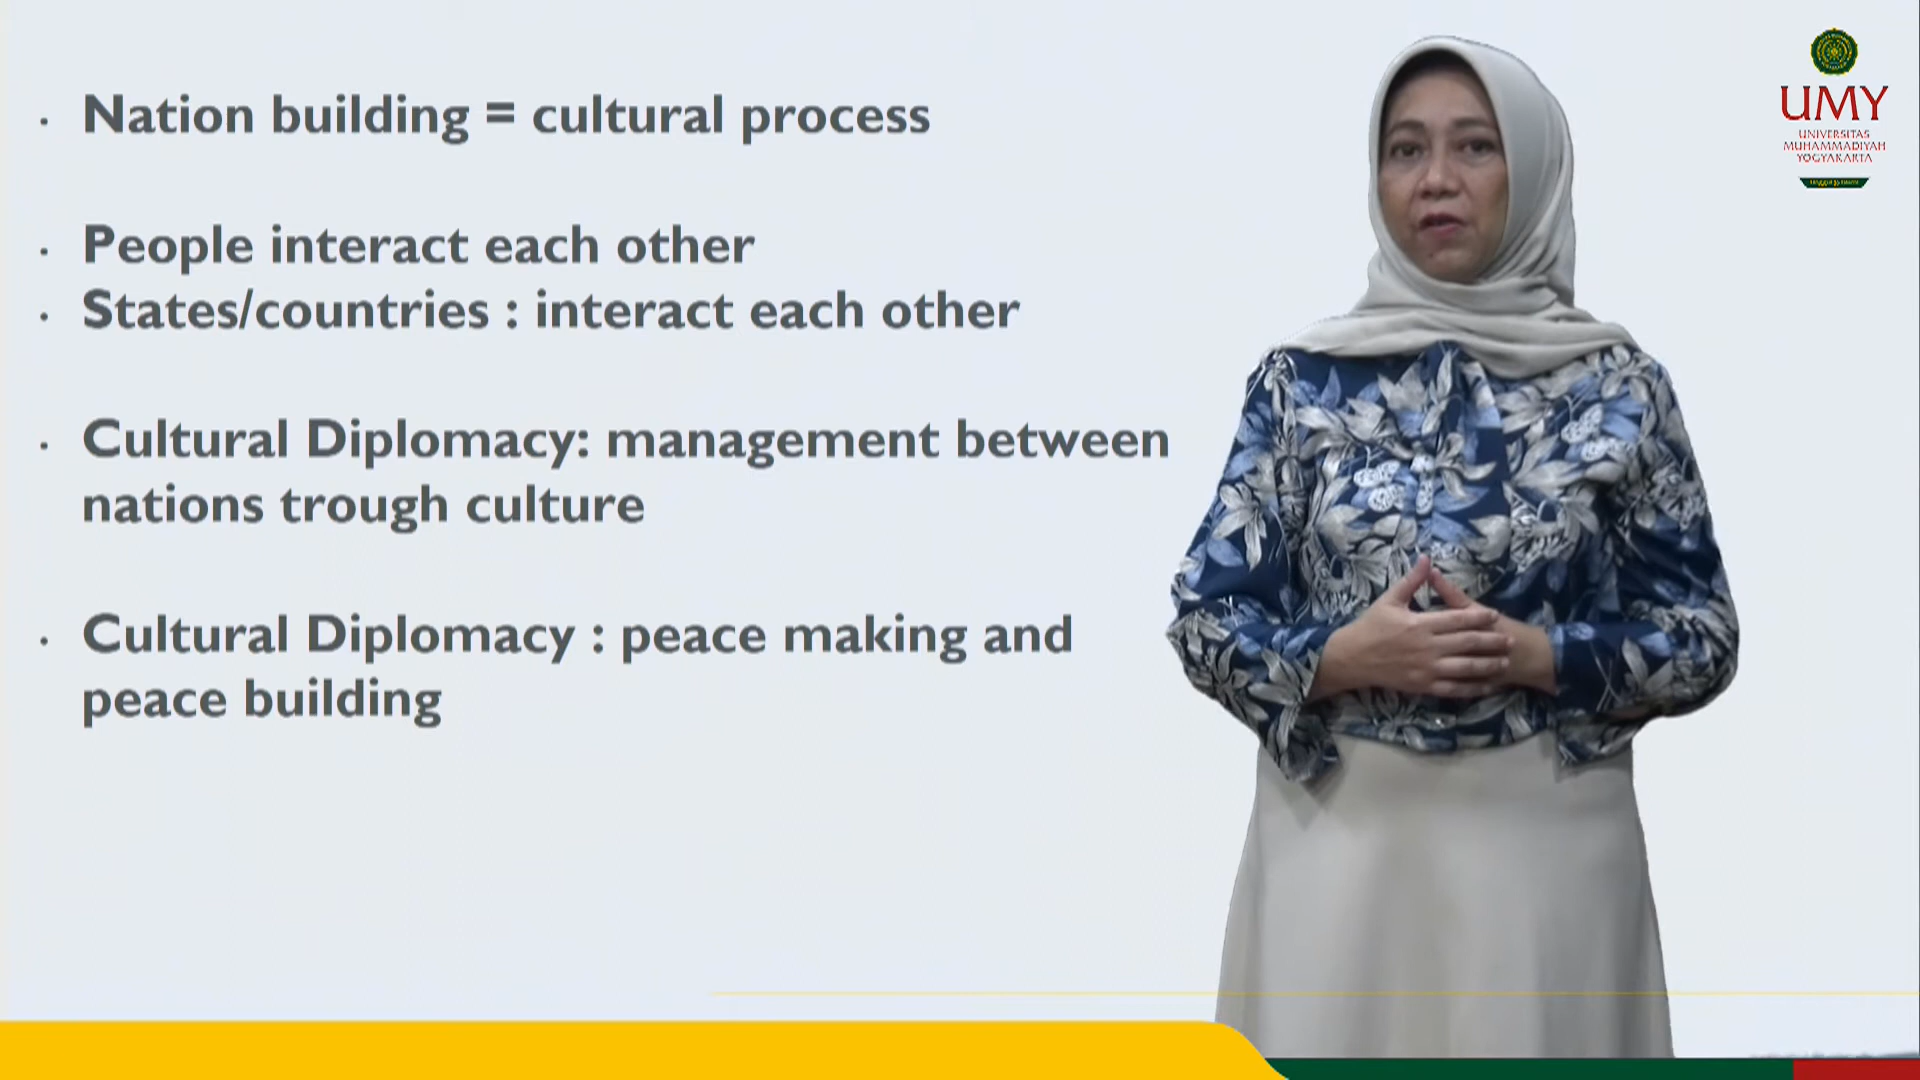 • Nation building = cultural process
• People interact each other
• States/countries : interact each other
• Cultural Diplomacy: management between
nations trough culture
• Cultural Diplomacy : peace making and
peace building
UMY
UNIVERSITAS
MUHAMMADIYAH
YOGYAKARTA